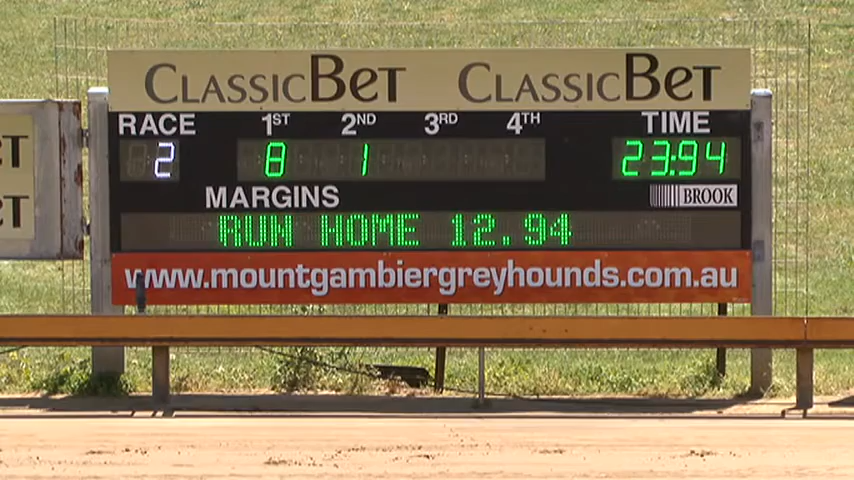 ClassicBet ClassicBet
RACE 1ST 2ND 3RD 4TH TIME
2 8 1 23:94
MARGINS BROOK
RUN HOME 12.94
www.mountgambiergreyhounds.com.au